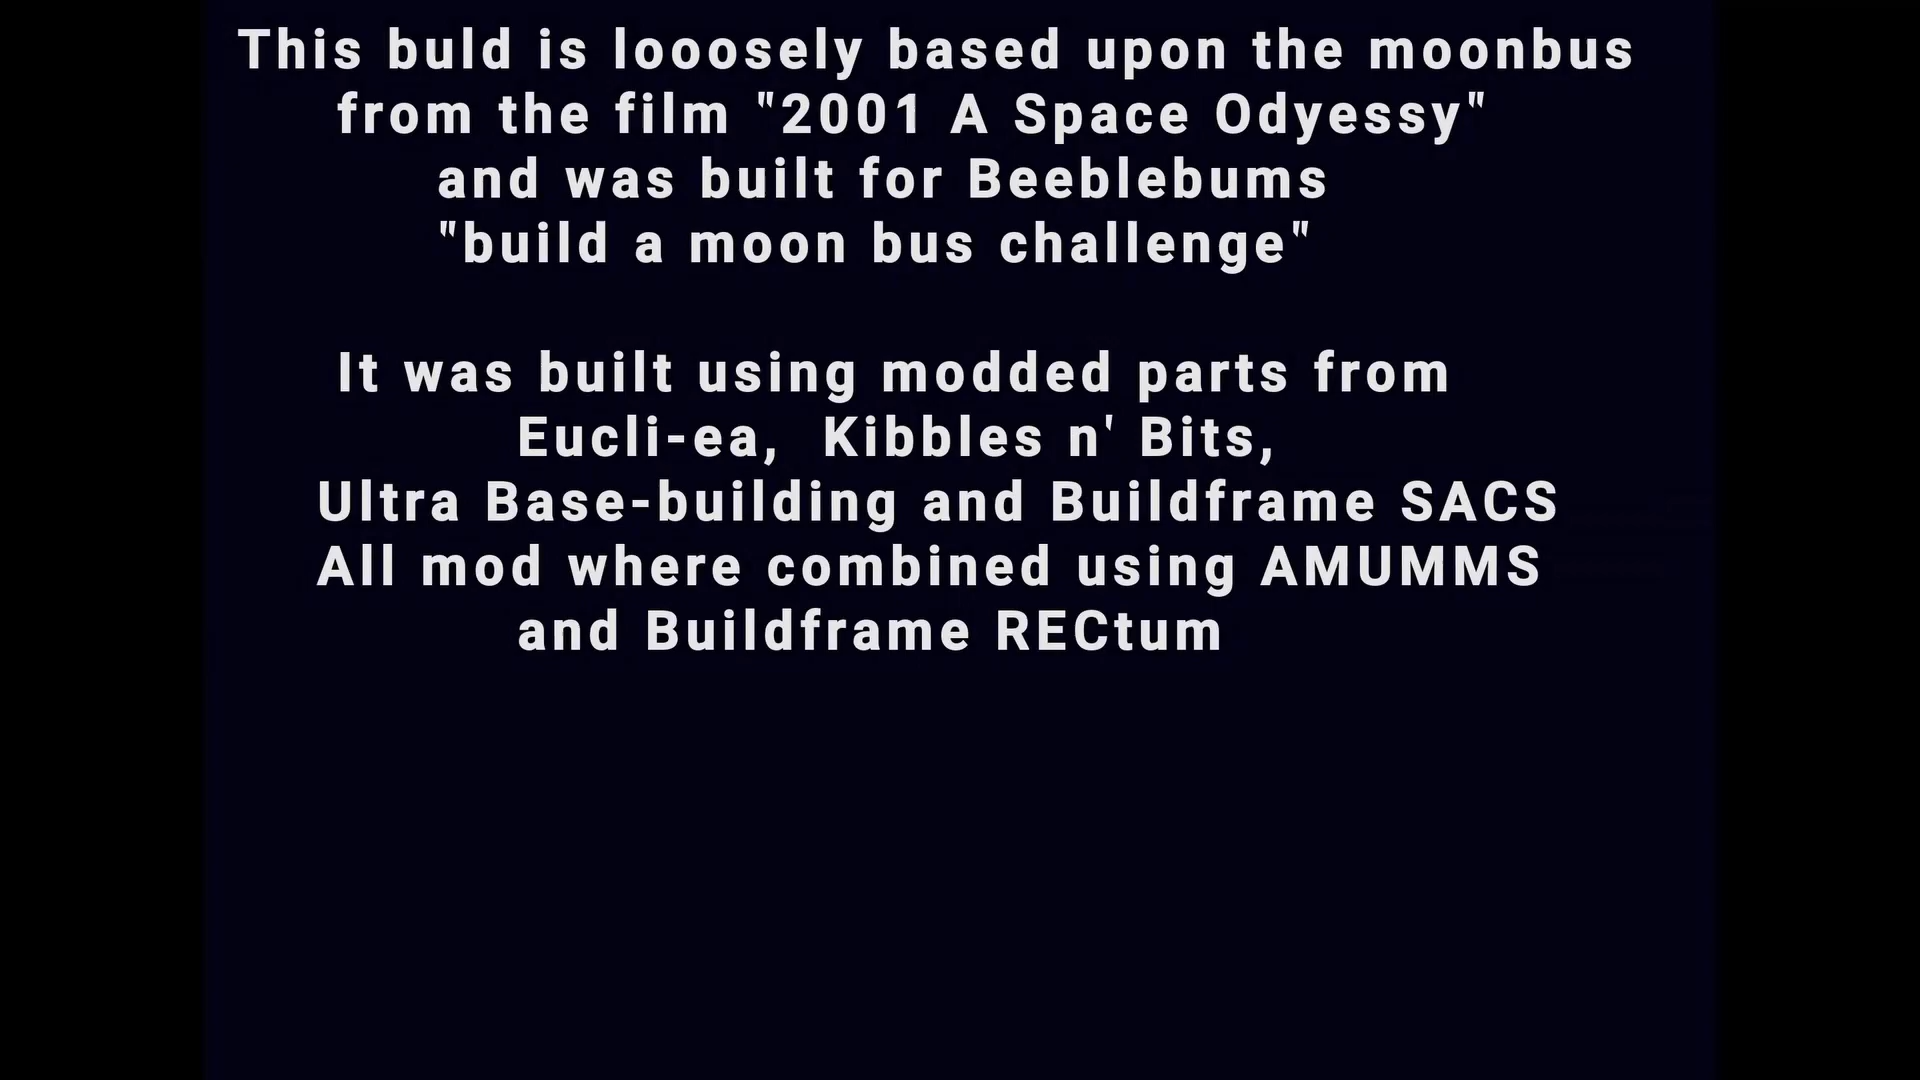 This buld is looosely based upon the moonbus
from the film "2001 A Space Odyessy"
and was built for Beeblebums
"build a moon bus challenge"
It was built using modded parts from
Eucli-ea, Kibbles n' Bits,
Ultra Base-building and Buildframe SACS
All mod where combined using AMUMMS
and Buildframe RECtum